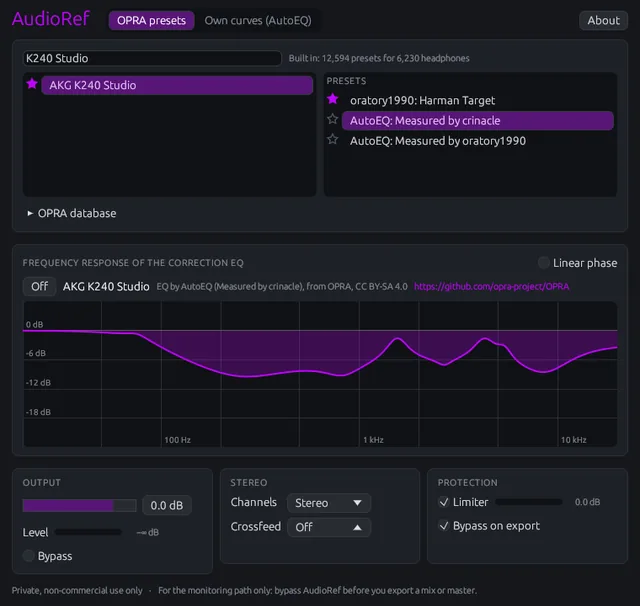 AudioRef OPRA presets Own curves (AutoEQ) About
K240 Studio Built in: 12,594 presets for 6,230 headphones
AKG K240 Studio
PRESETS
oratory1990: Harman Target
AutoEQ: Measured by crinacle
AutoEQ: Measured by oratory1990
OPRA database
FREQUENCY RESPONSE OF THE CORRECTION EQ Linear phase
Off AKG K240 Studio EQ by AutoEQ (Measured by crinacle), from OPRA, CC BY-SA 4.0 https://github.com/opra-project/OPRA
0 dB
-6 dB
-12 dB
-18 dB
100 Hz 1 kHz 10 kHz
OUTPUT
0.0 dB
Level -∞ dB
Bypass
STEREO
Channels Stereo
Crossfeed Off
PROTECTION
Limiter 0.0 dB
Bypass on export
Private, non-commercial use only · For the monitoring path only: bypass AudioRef before you export a mix or master.